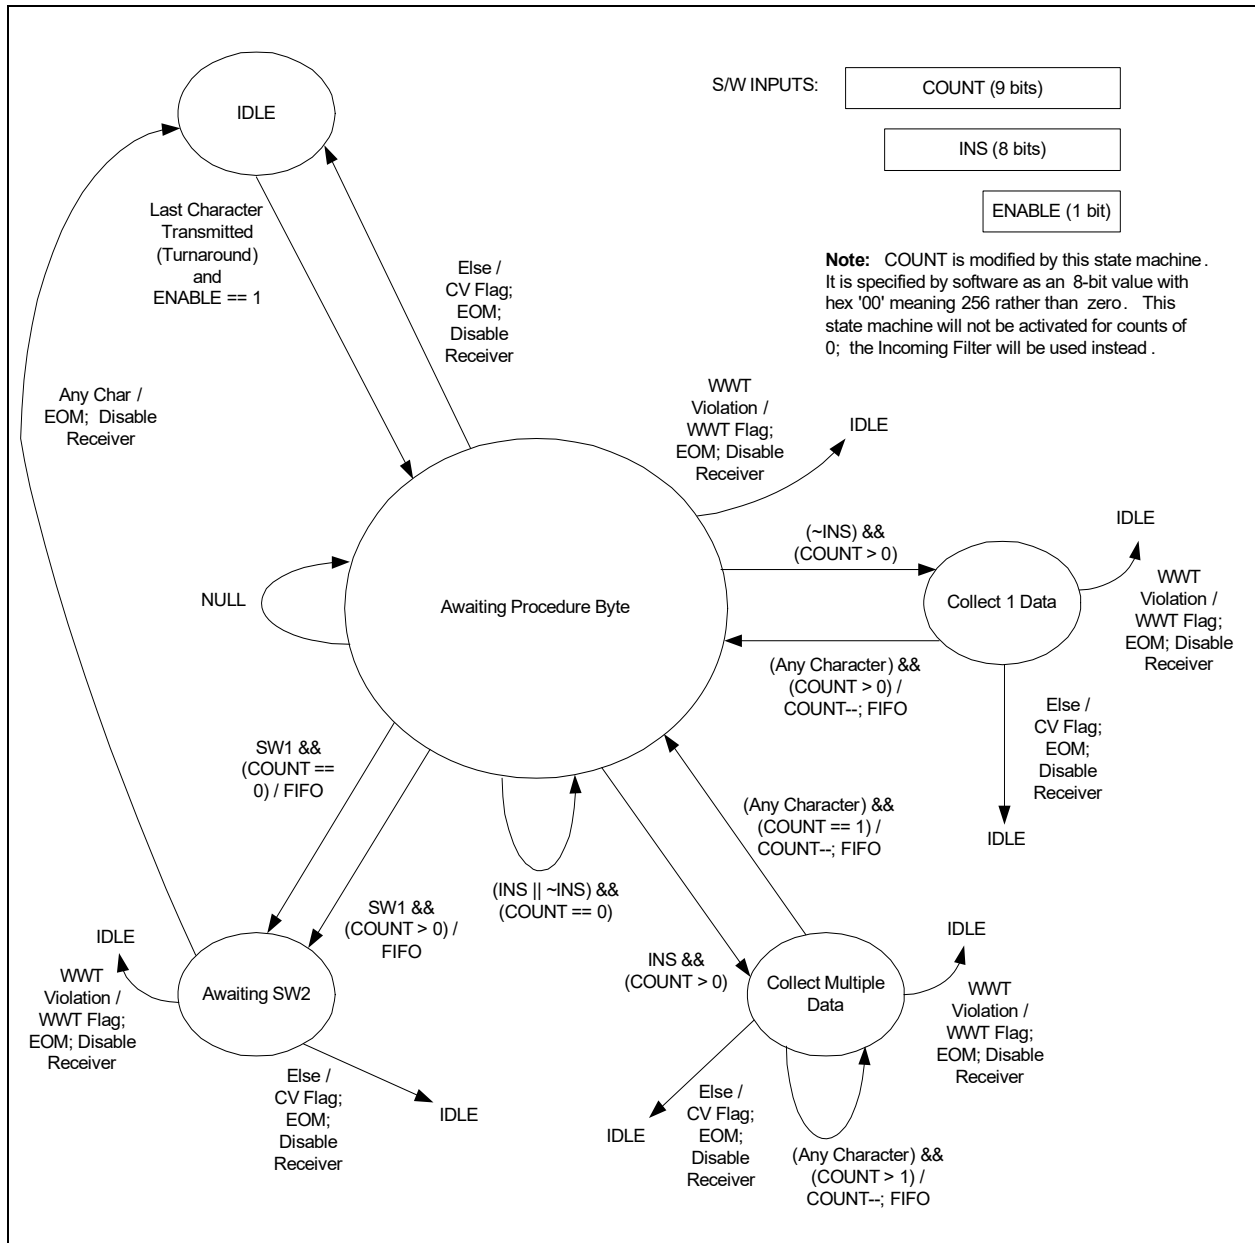 IDLE
S/W INPUTS:
COUNT (9 bits)
INS (8 bits)
ENABLE (1 bit)
Note: COUNT is modified by this state machine.
It is specified by software as an 8-bit value with
hex '00' meaning 256 rather than zero. This
state machine will not be activated for counts of
0; the Incoming Filter will be used instead.
Last Character
Transmitted
(Turnaround)
and
ENABLE == 1
Else /
CV Flag;
EOM;
Disable
Receiver
Any Char /
EOM; Disable
Receiver
WWT
Violation /
WWT Flag;
EOM; Disable
Receiver
IDLE
(~INS) &&
(COUNT > 0)
IDLE
WWT
Violation /
WWT Flag;
EOM; Disable
Receiver
NULL
Awaiting Procedure Byte
Collect 1 Data
(Any Character) &&
(COUNT > 0) /
COUNT--; FIFO
Else /
CV Flag;
EOM;
Disable
Receiver
IDLE
SW1 &&
(COUNT ==
0) / FIFO
SW1 &&
(COUNT > 0) /
FIFO
(INS || ~INS) &&
(COUNT == 0)
(Any Character) &&
(COUNT == 1) /
COUNT--; FIFO
INS &&
(COUNT > 0)
IDLE
WWT
Violation /
WWT Flag;
EOM; Disable
Receiver
Awaiting SW2
Else /
CV Flag;
EOM;
Disable
Receiver
IDLE
Collect Multiple
Data
IDLE
WWT
Violation /
WWT Flag;
EOM; Disable
Receiver
Else /
CV Flag;
EOM;
Disable
Receiver
IDLE
(Any Character) &&
(COUNT > 1) /
COUNT--; FIFO